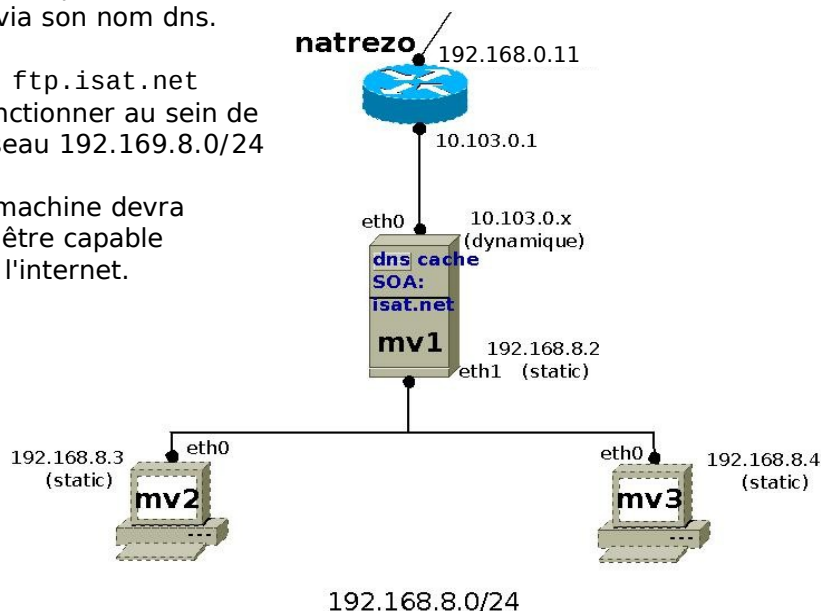 via son nom dns.
ftp.isat.net
nctionner au sein de
seau 192.169.8.0/24
machine devra
être capable
l'internet.
natrezo
192.168.0.11
10.103.0.1
eth0
10.103.0.x
(dynamique)
dns cache
SOA:
isat.net
mv1
192.168.8.2
eth1 (static)
192.168.8.3
(static)
eth0
mv2
eth0
192.168.8.4
(static)
mv3
192.168.8.0/24